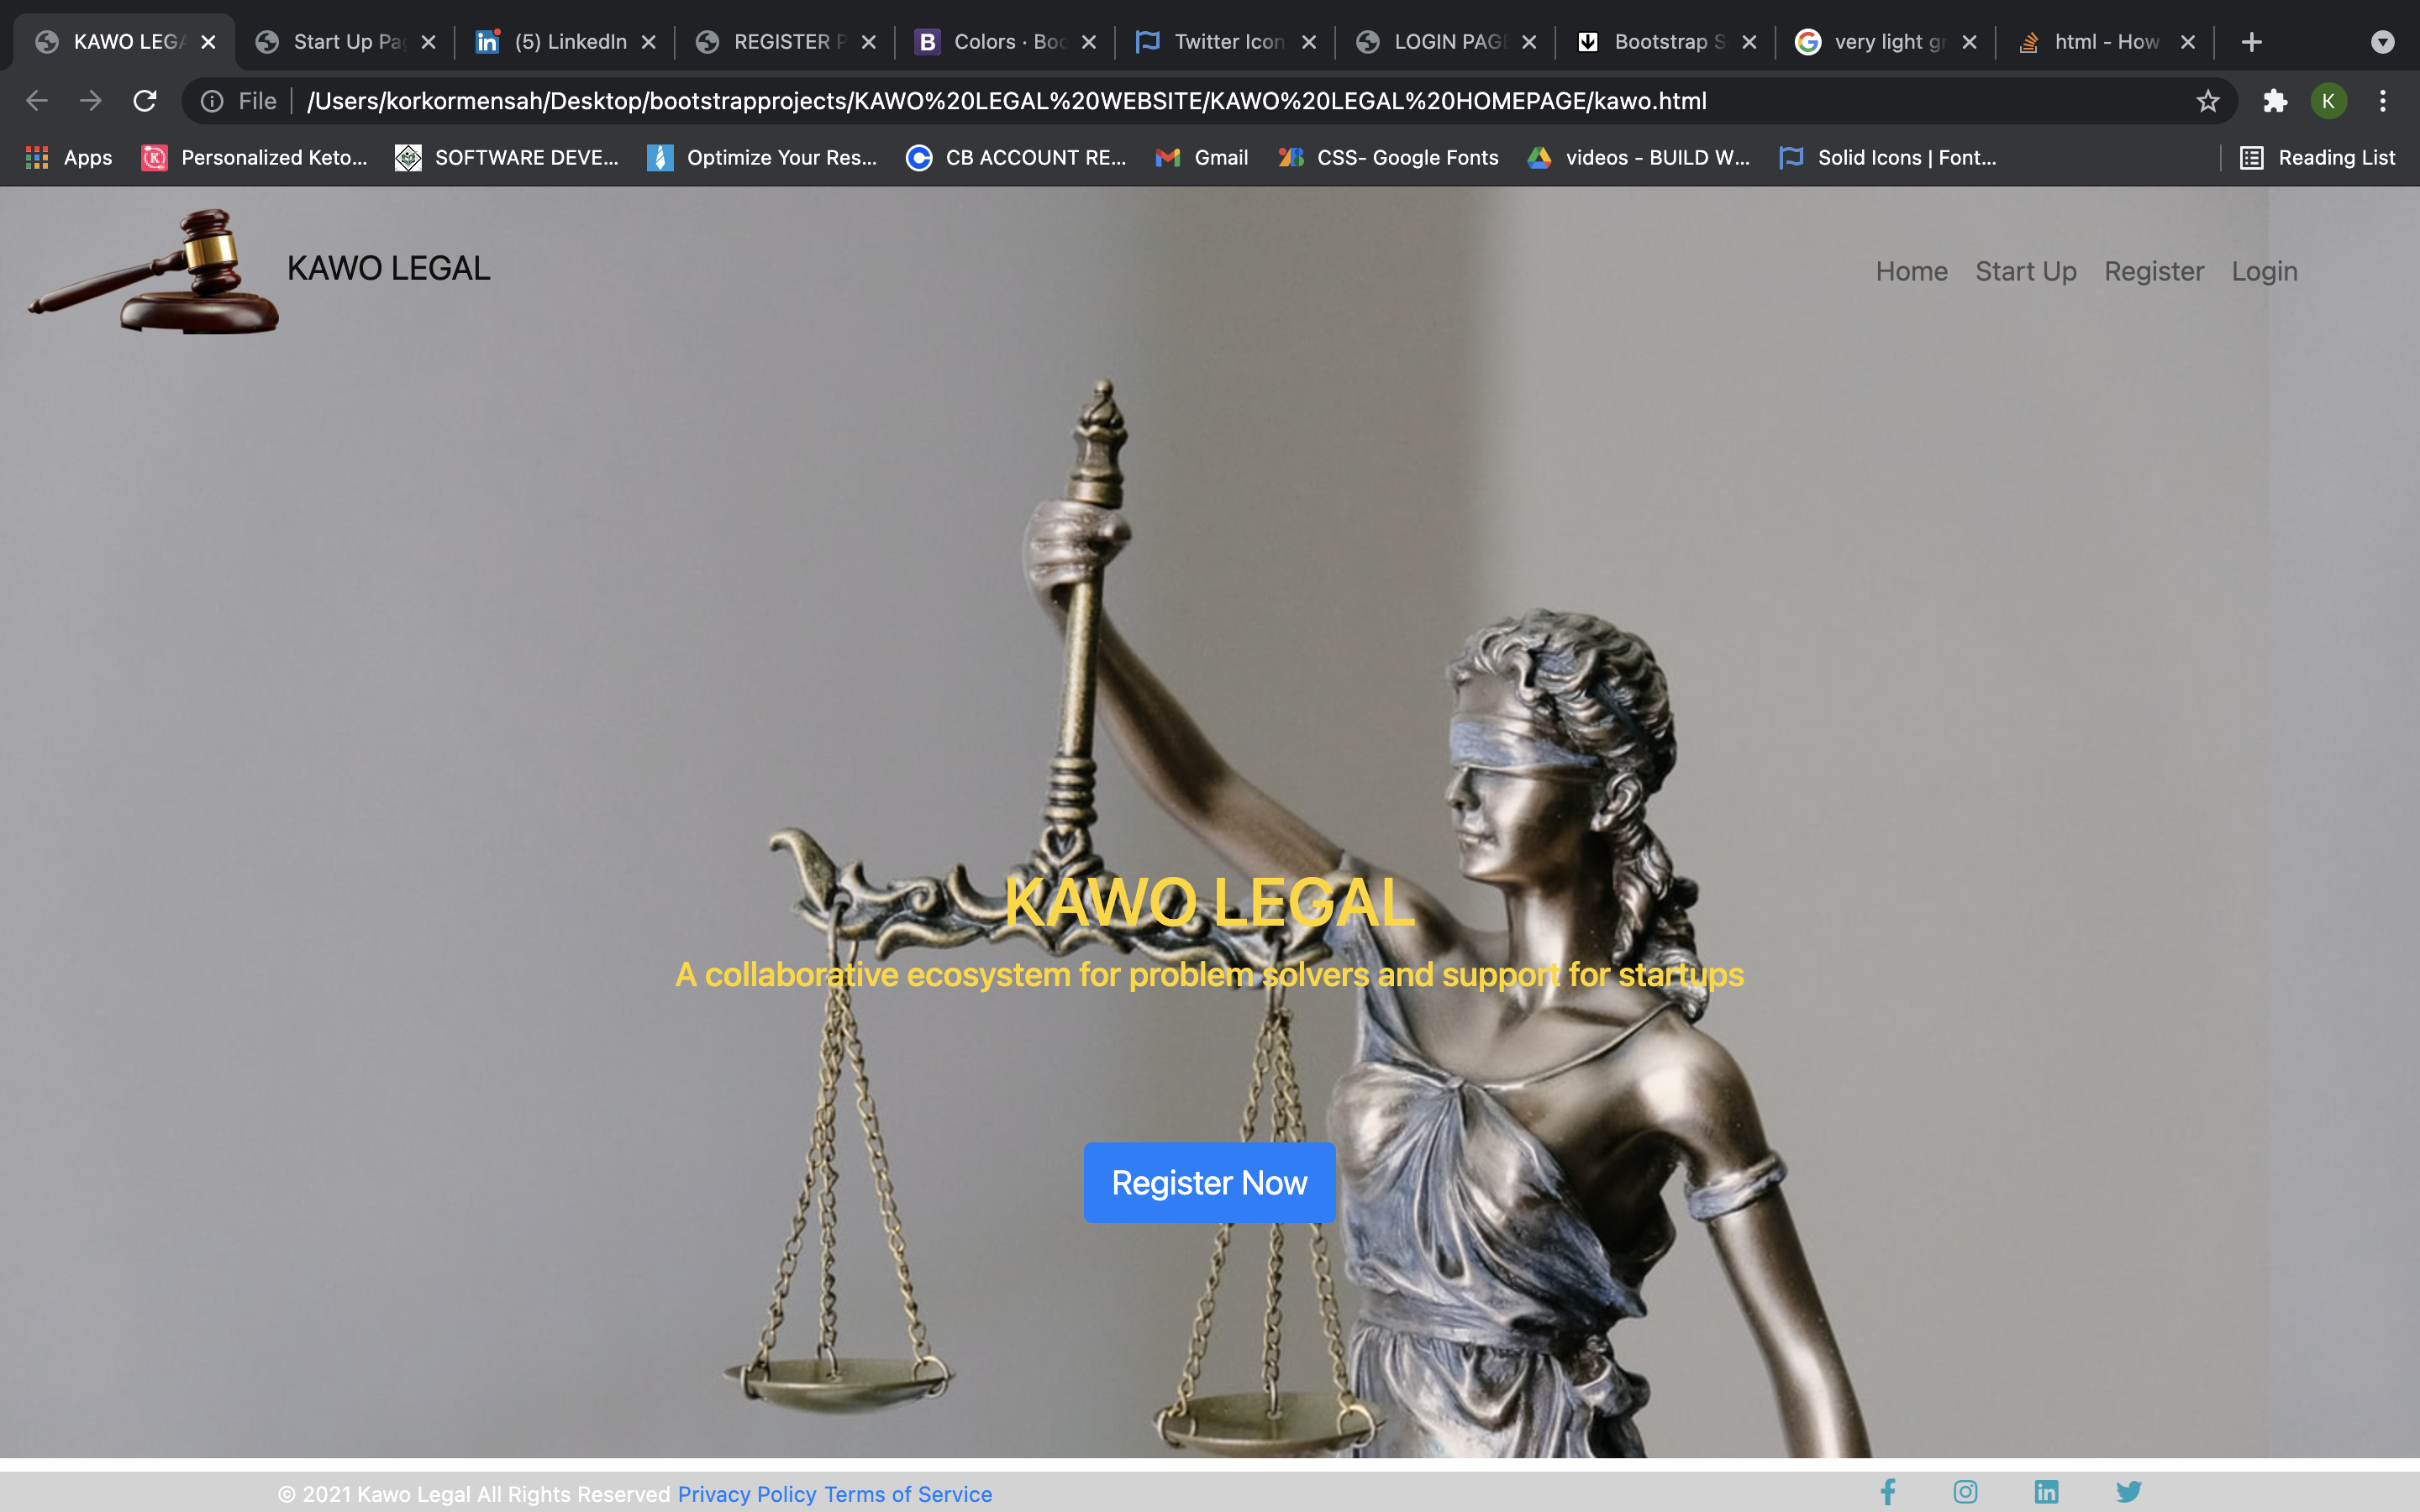 KAWO LEGA
Start Up Pa
(5) LinkedIn
REGISTER P
Colors · Boo
Twitter Icon
LOGIN PAGE
Bootstrap S
very light gr
html - How
File
/Users/korkormensah/Desktop/bootstrapprojects/KAWO%20LEGAL%20WEBSITE/KAWO%20LEGAL%20HOMEPAGE/kawo.html
K
Apps
Personalized Keto...
SOFTWARE DEVE...
Optimize Your Res...
CB ACCOUNT RE...
Gmail
CSS- Google Fonts
videos - BUILD W...
Solid Icons | Font...
Reading List
KAWO LEGAL
Home Start Up Register Login
KAWO LEGAL
A collaborative ecosystem for problem solvers and support for startups
Register Now
© 2021 Kawo Legal All Rights Reserved Privacy Policy Terms of Service